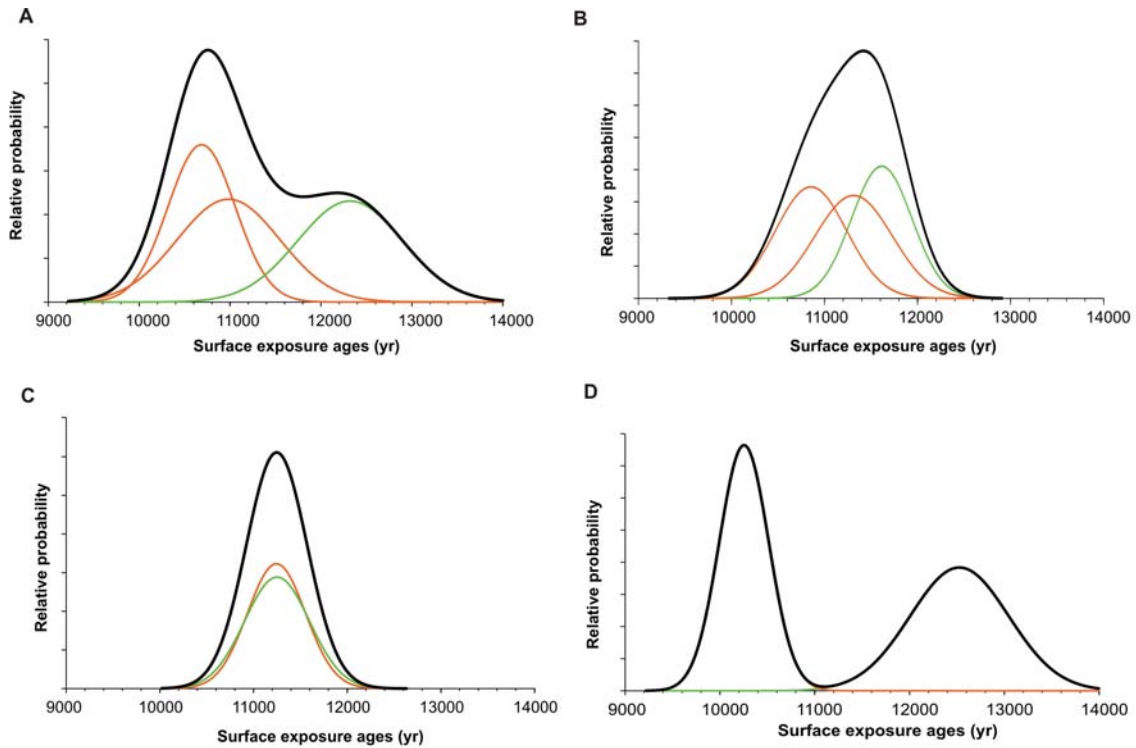 A
Relative probability
9000 10000 11000 12000 13000 14000
Surface exposure ages (yr)
B
Relative probability
9000 10000 11000 12000 13000 14000
Surface exposure ages (yr)
C
Relative probability
9000 10000 11000 12000 13000 14000
Surface exposure ages (yr)
D
Relative probability
9000 10000 11000 12000 13000 14000
Surface exposure ages (yr)